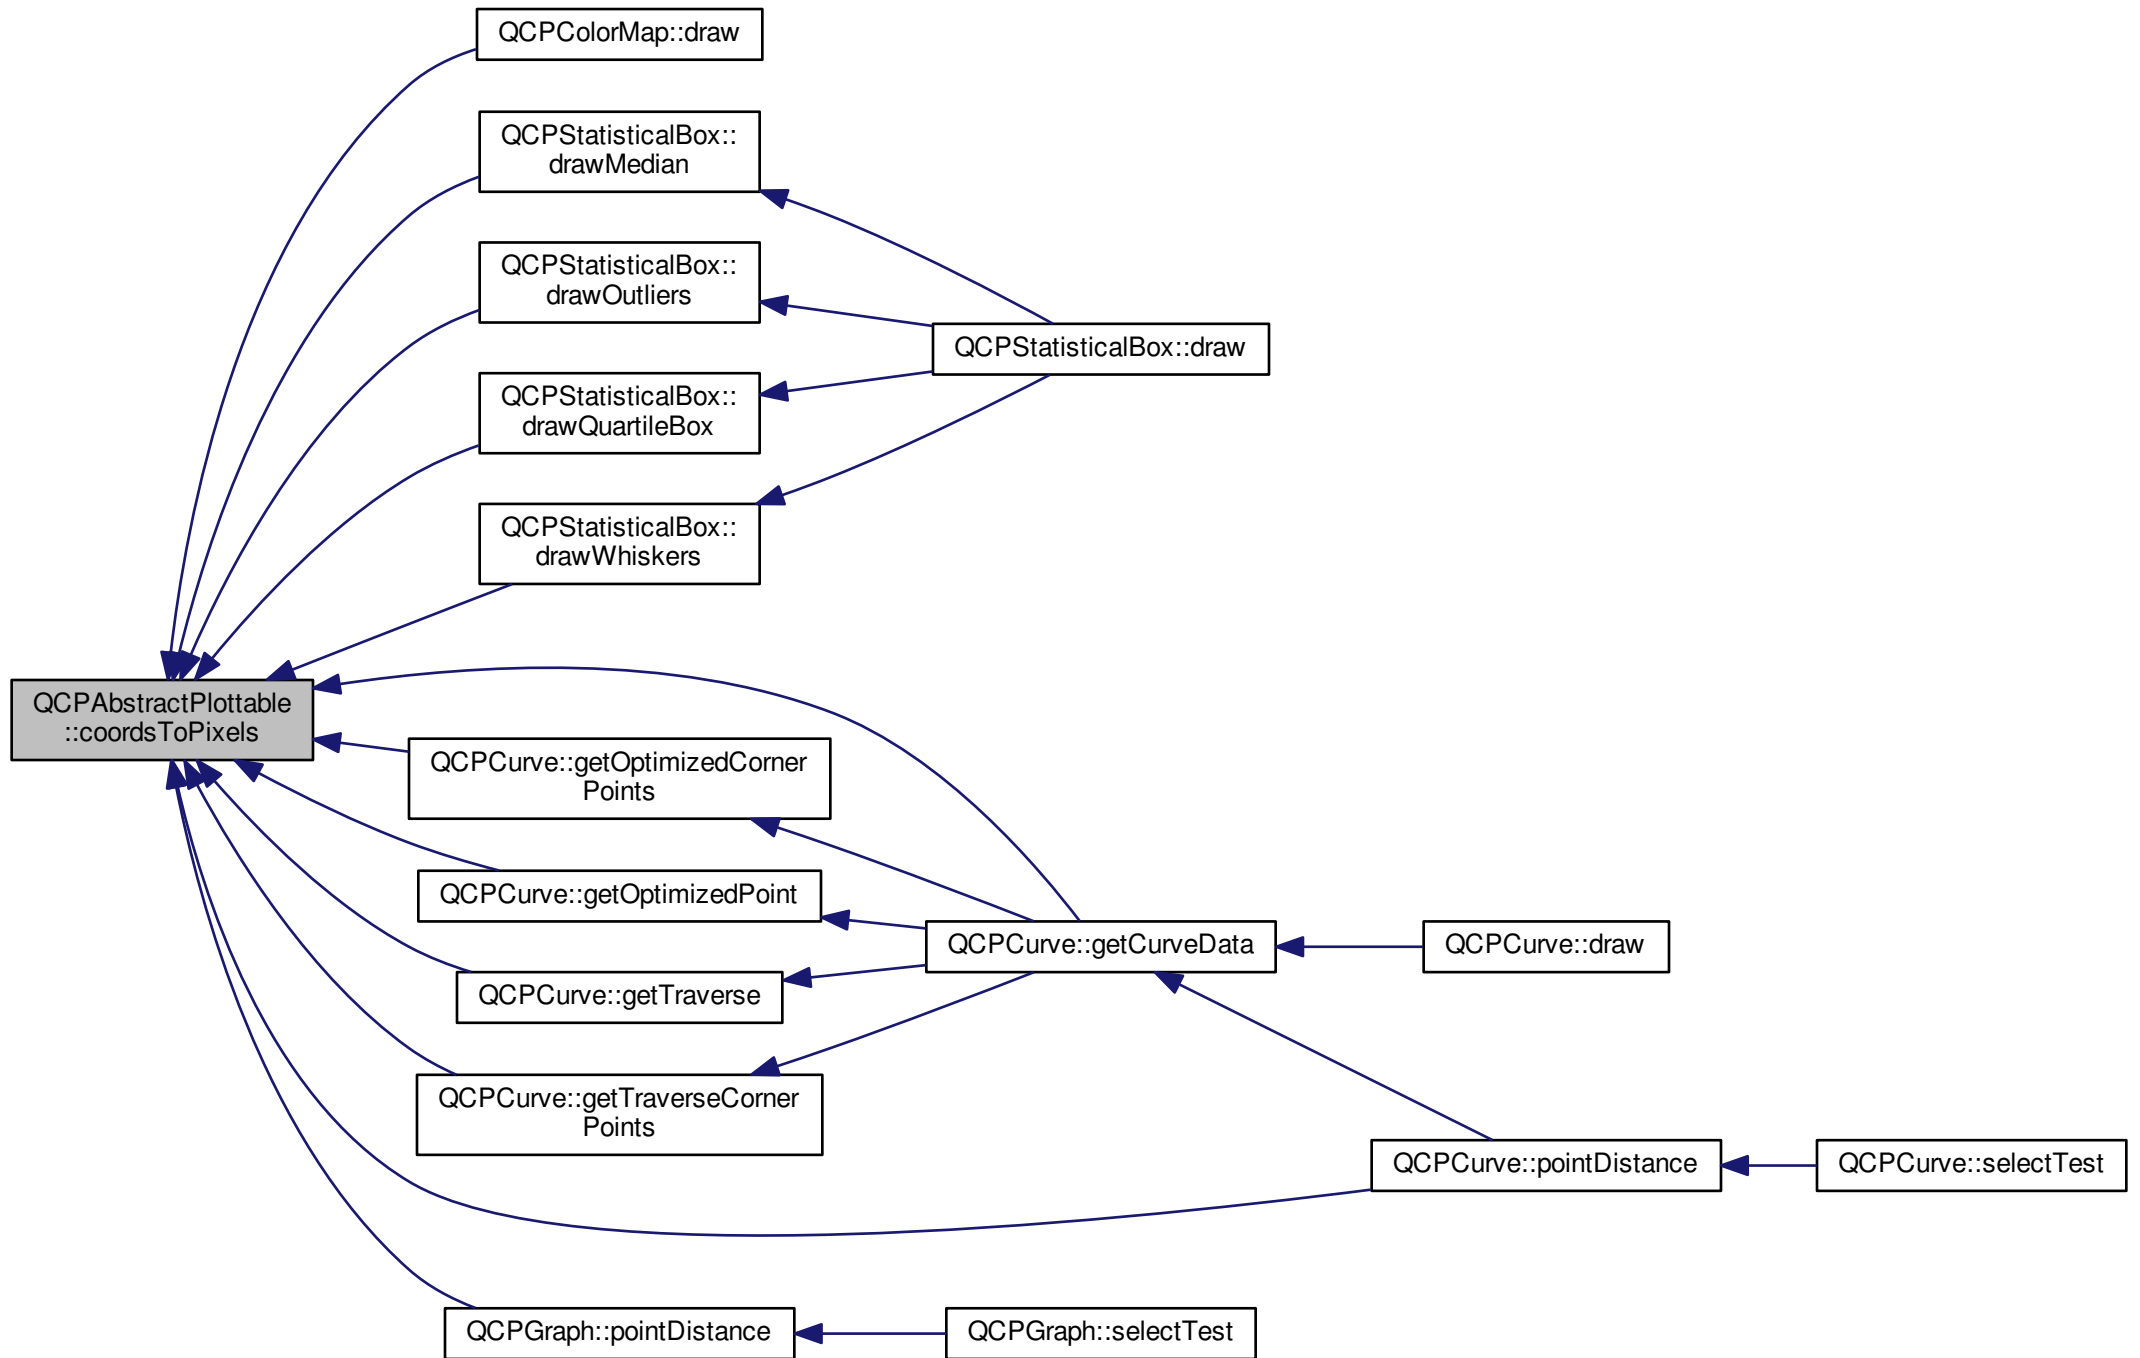 QCPColorMap::draw
QCPStatisticalBox::
drawMedian
QCPStatisticalBox::
drawOutliers
QCPStatisticalBox::draw
QCPStatisticalBox::
drawQuartileBox
QCPStatisticalBox::
drawWhiskers
QCPAbstractPlottable
::coordsToPixels
QCPCurve::getOptimizedCorner
Points
QCPCurve::getOptimizedPoint
QCPCurve::getCurveData
QCPCurve::draw
QCPCurve::getTraverse
QCPCurve::getTraverseCorner
Points
QCPCurve::pointDistance
QCPCurve::selectTest
QCPGraph::pointDistance
QCPGraph::selectTest